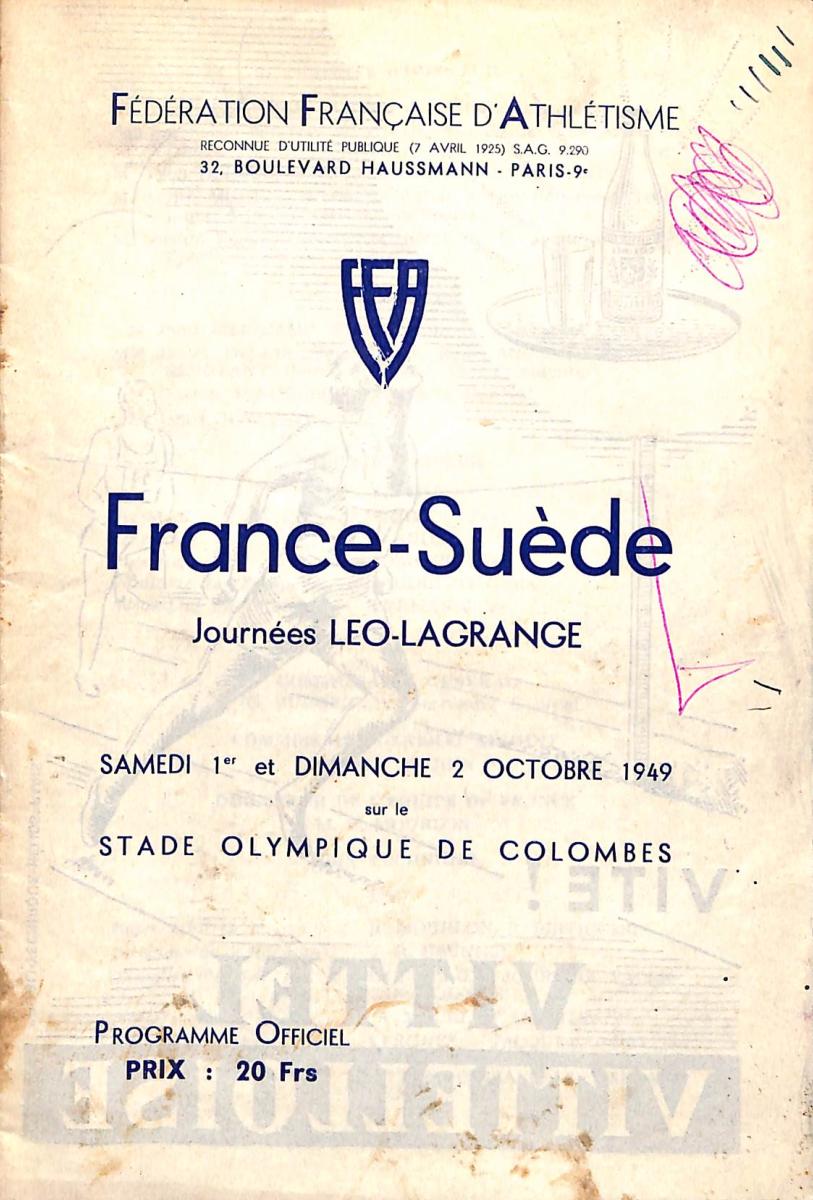 FÉDÉRATION FRANÇAISE D'ATHLÉTISME
RECONNUE D'UTILITÉ PUBLIQUE (7 AVRIL 1925) S.A.G. 9.290
32, BOULEVARD HAUSSMANN - PARIS-9e
FFA
France-Suède
Journées LEO-LAGRANGE
SAMEDI 1er et DIMANCHE 2 OCTOBRE 1949
sur le
STADE OLYMPIQUE DE COLOMBES
VITE!
VITTEL
PROGRAMME OFFICIEL
PRIX : 20 Frs
VITTELLOISE